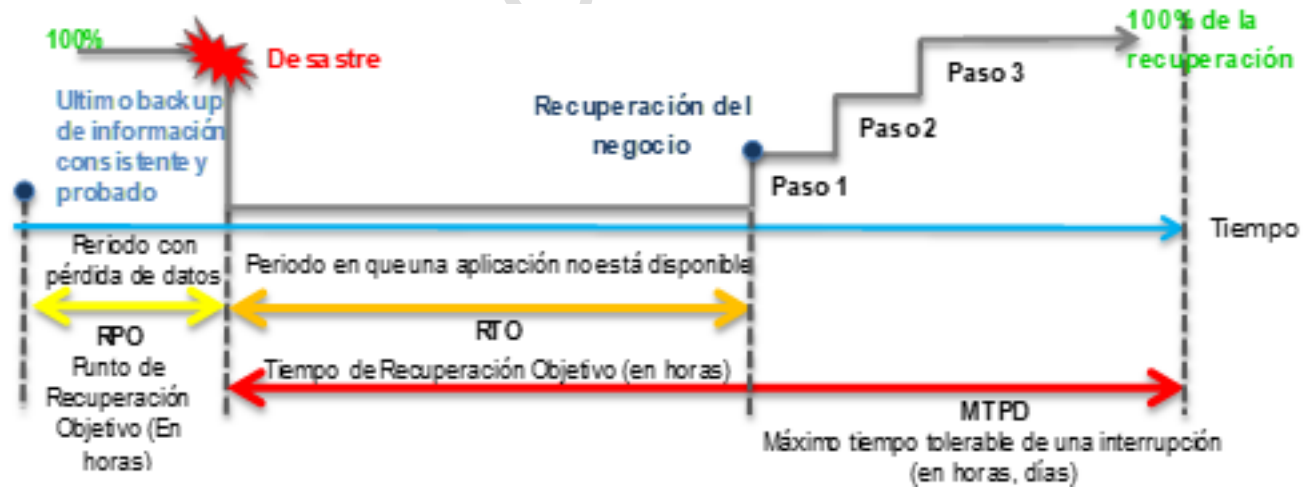 100%
Desastre
Ultimo backup
de información
consistente y
probado
Recuperación del
negocio
Paso 1
Paso 2
Paso 3
100% de la
recuperación
Tiempo
Periodo con
pérdida de datos
Periodo en que una aplicación no está disponible
RPO
Punto de
Recuperación
Objetivo (En
horas)
RTO
Tiempo de Recuperación Objetivo (en horas)
MTPD
Máximo tiempo tolerable de una interrupción
(en horas, días)